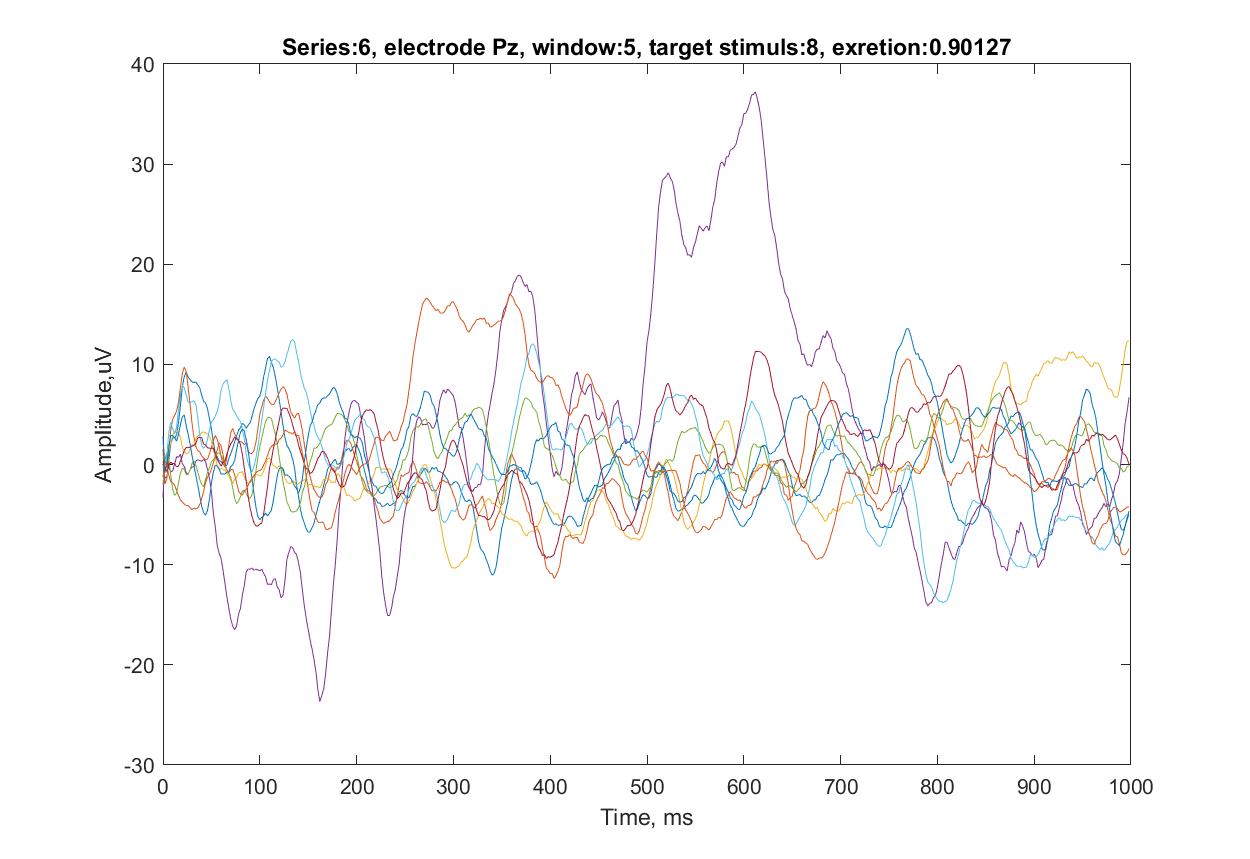 Series:6, electrode Pz, window:5, target stimuls:8, exretion:0.90127
40
30
20
10
0
-10
-20
-30
Amplitude,uV
0 100 200 300 400 500 600 700 800 900 1000
Time, ms